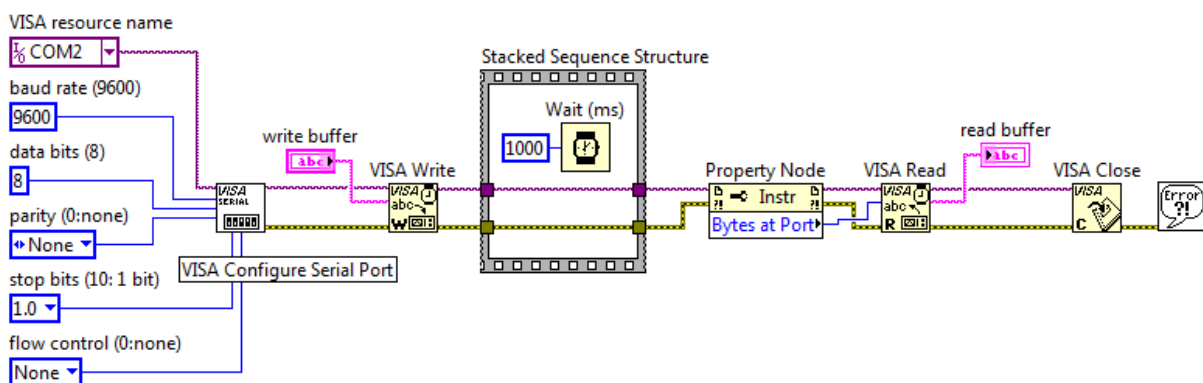 VISA resource name
I/O COM2
baud rate (9600)
9600
data bits (8)
8
parity (0:none)
None
stop bits (10: 1 bit)
1.0
flow control (0:none)
None
VISA
SERIAL
VISA Configure Serial Port
write buffer
abc
VISA Write
VISA
abc
W
Stacked Sequence Structure
Wait (ms)
1000
Property Node
?! Instr ?!
Bytes at Port
VISA Read
VISA
abc
R
read buffer
abc
VISA Close
VISA
C
Error
?!